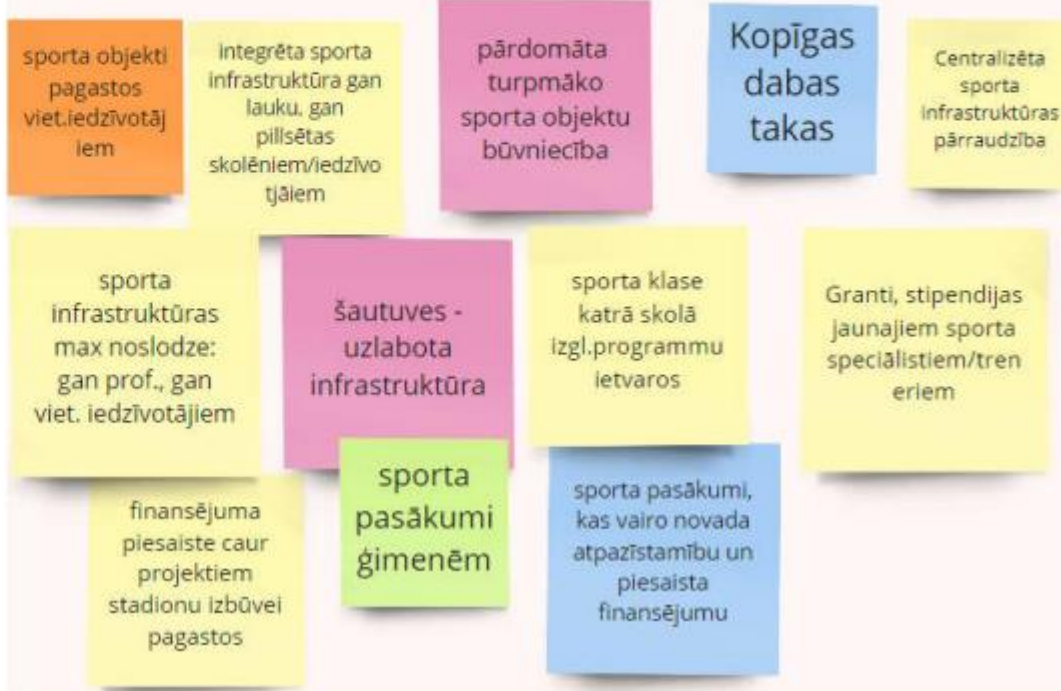 sporta objekti
pagastos
viet.iedzīvotāj
iem
integrēta sporta
infrastruktūra gan
lauku, gan
pillsētas
skolēniem/iedzīvo
tjāiem
pārdomāta
turpmāko
sporta objektu
būvniecība
Kopīgas
dabas
takas
Centralizēta
sporta
infrastruktūras
pārraudzība
sporta
infrastruktūras
max noslodze:
gan prof., gan
viet. iedzīvotājiem
šautuves -
uzlabota
infrastruktūra
sporta klase
katrā skolā
izgl.programmu
ietvaros
Granti, stipendijas
jaunajiem sporta
speciālistiem/tren
eriem
finansējuma
piesaiste caur
projektiem
stadionu izbūvei
pagastos
sporta
pasākumi
ģimenēm
sporta pasākumi,
kas vairo novada
atpazīstamību un
piesaista
finansējumu